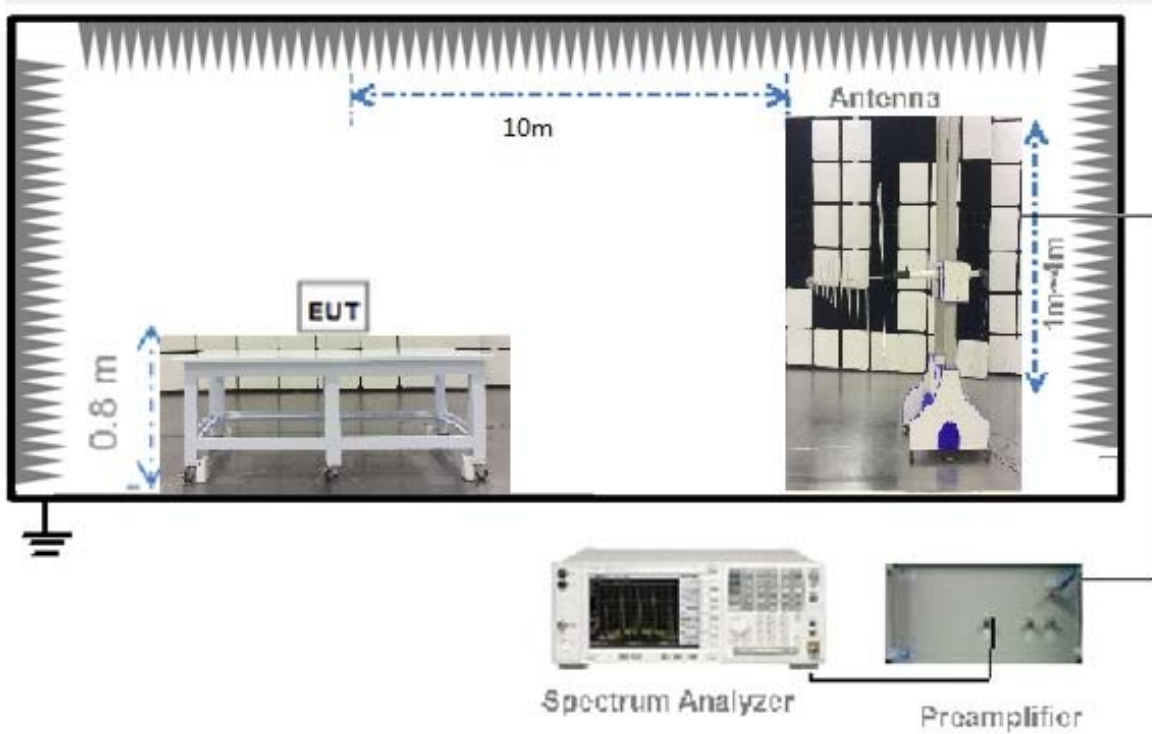 Antenna
10m
1m~4m
EUT
0.8 m
Spectrum Analyzer
Preamplifier